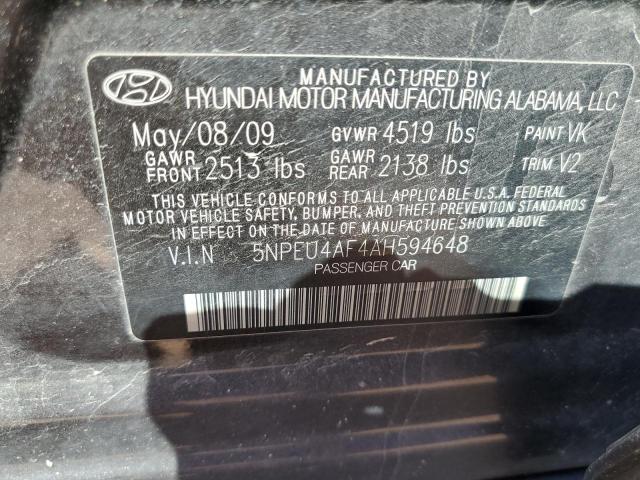 MANUFACTURED BY
HYUNDAI MOTOR MANUFACTURING ALABAMA, LLC
May/08/09 GVWR 4519 lbs PAINT VK
GAWR FRONT 2513 lbs GAWR REAR 2138 lbs TRIM V2
THIS VEHICLE CONFORMS TO ALL APPLICABLE U.S.A. FEDERAL
MOTOR VEHICLE SAFETY, BUMPER, AND THEFT PREVENTION STANDARDS
IN EFFECT ON THE DATE OF MANUFACTURE SHOWN ABOVE.
V.I.N 5NPEU4AF4AH594648
PASSENGER CAR